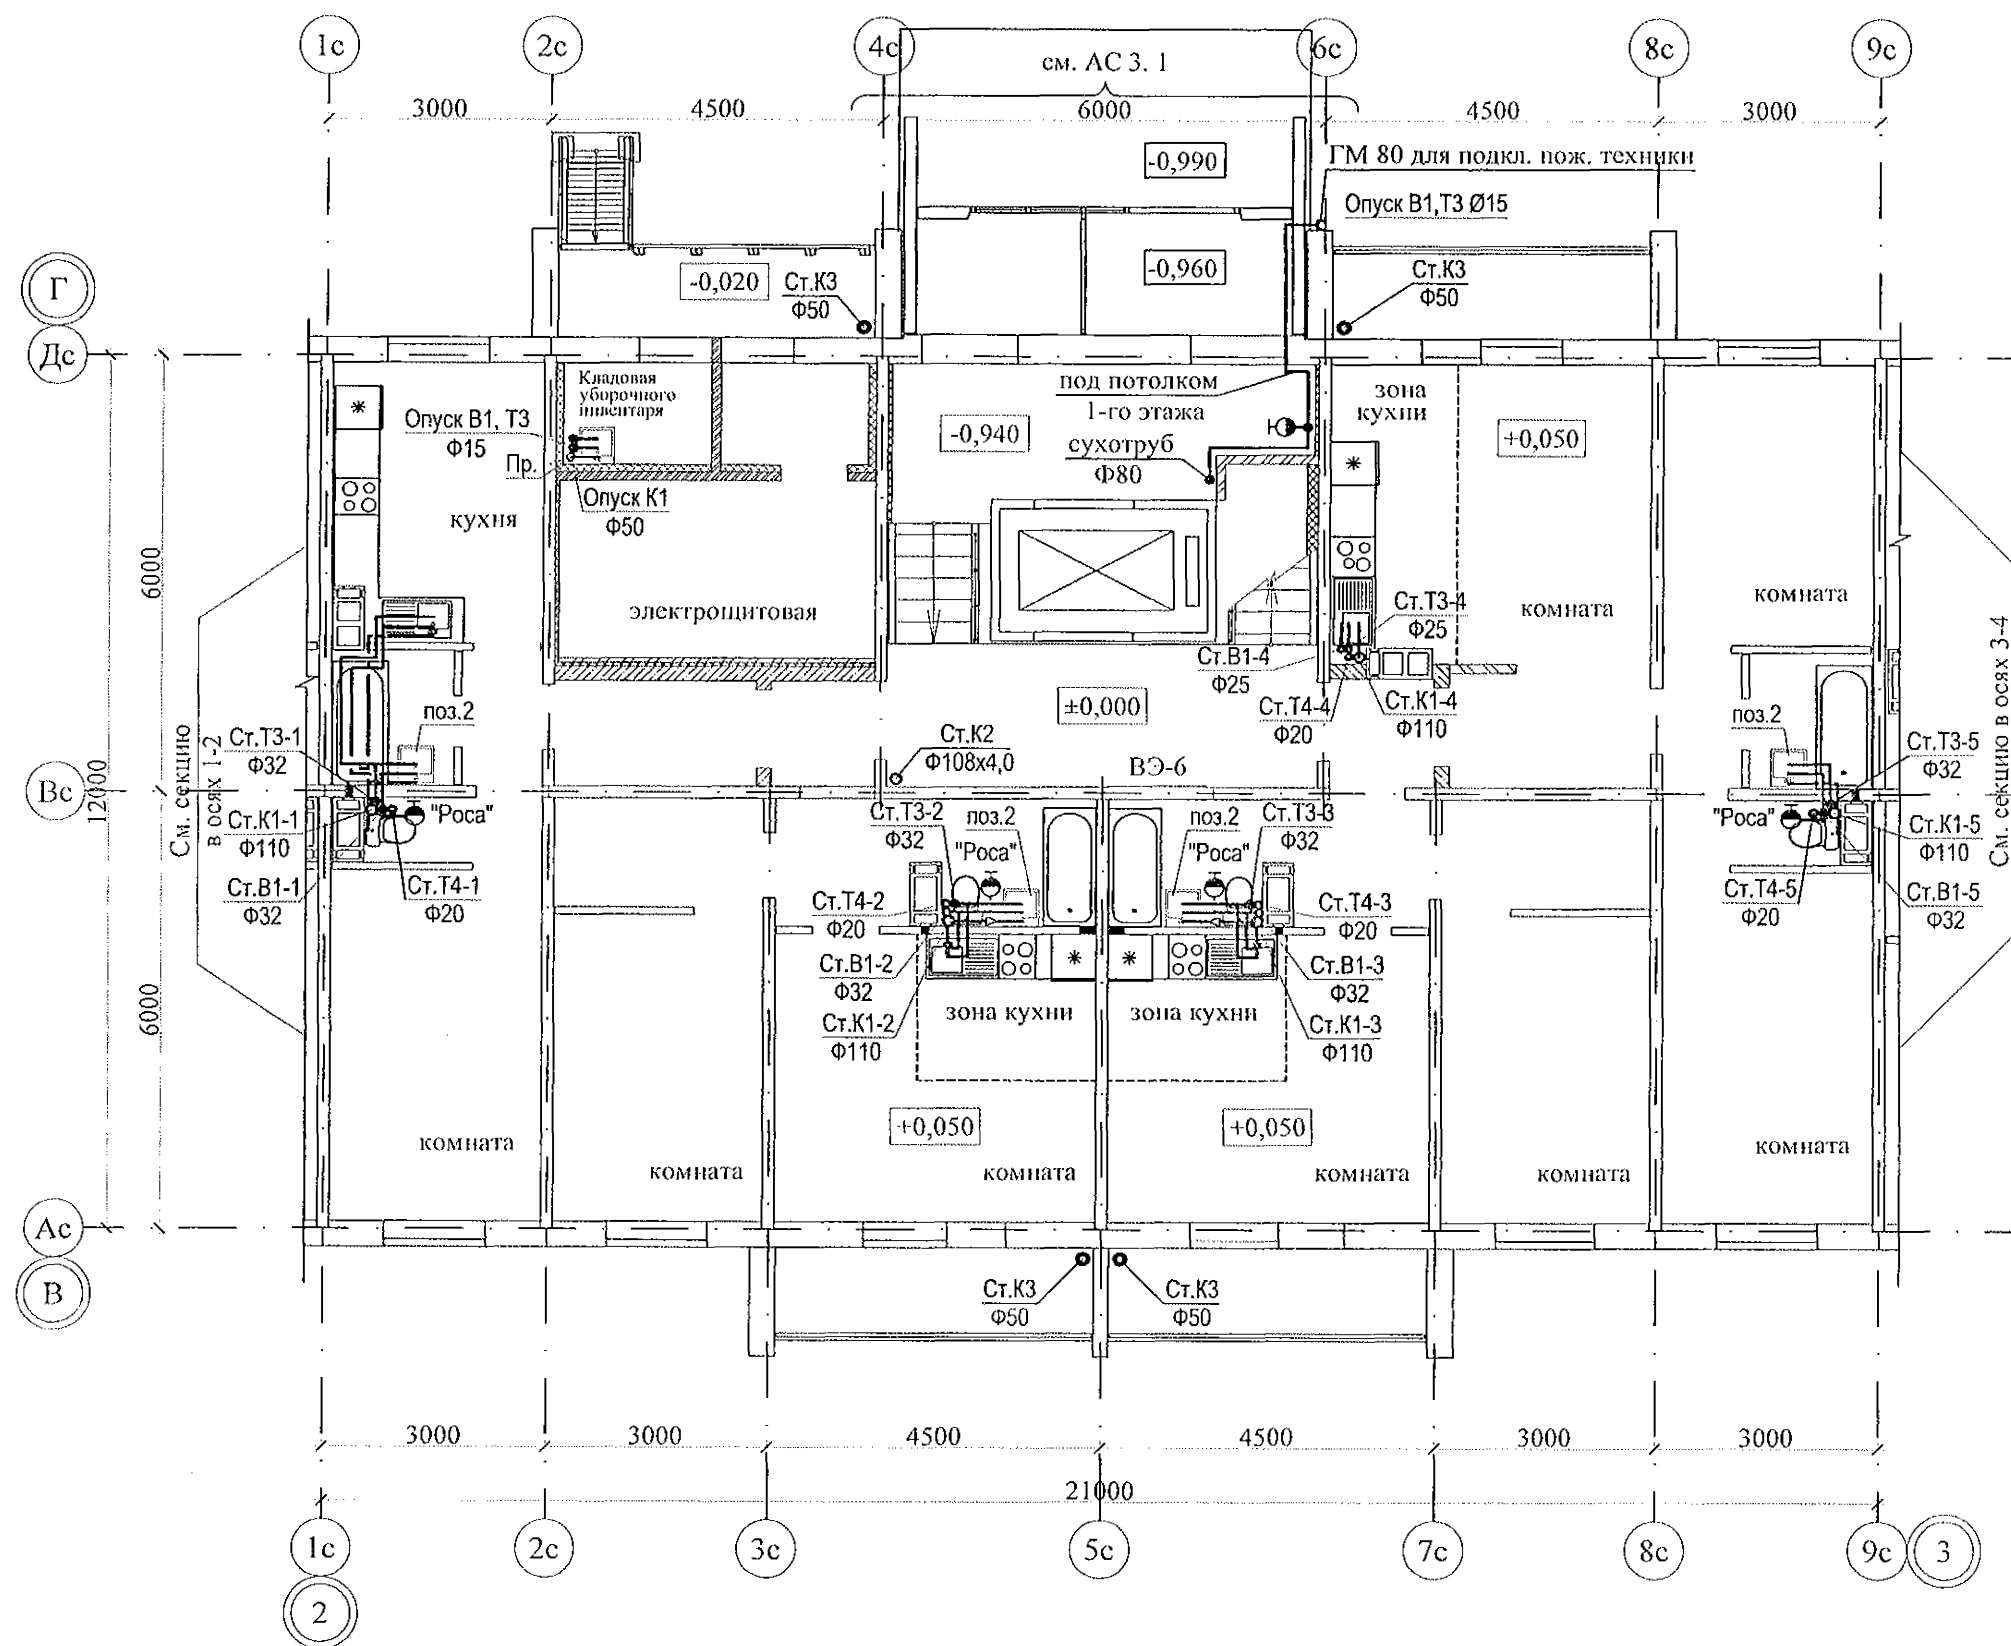 1с 2с 4с 6с 8с 9с
см. АС 3. 1
3000 4500 6000 4500 3000
-0,990
ГМ 80 для подкл. пож. техники
Опуск В1,Т3 Ø15
-0,960
Г
-0,020
Ст.К3
Ф50
Ст.К3
Ф50
Дс
Кладовая
уборочного
инвентаря
под потолком
1-го этажа
сухотруб
Ф80
зона
кухни
Опуск В1, Т3
Ф15
-0,940
+0,050
Пр.
Опуск К1
Ф50
кухня
6000
электрощитовая
комната
комната
Ст.Т3-4
Ф25
Ст.В1-4
Ф25
Ст.Т4-4
Ф20
Ст.К1-4
Ф110
±0,000
поз.2
поз.2
Ст.Т3-1
Ф32
Ст.К2
Ф108х4,0
ВЭ-6
Ст.Т3-5
Ф32
См. секцию
в осях 1-2
См. секцию в осях 3-4
Вс
12000
Ст.К1-1
Ф110
"Роса"
Ст.В1-1
Ф32
Ст.Т4-1
Ф20
Ст.Т3-2
Ф32
поз.2
"Роса"
поз.2
"Роса"
Ст.Т3-3
Ф32
"Роса"
Ст.К1-5
Ф110
Ст.Т4-5
Ф20
Ст.В1-5
Ф32
Ст.Т4-2
Ф20
Ст.Т4-3
Ф20
Ст.В1-2
Ф32
Ст.В1-3
Ф32
Ст.К1-2
Ф110
зона кухни
зона кухни
Ст.К1-3
Ф110
6000
+0,050
+0,050
комната
комната
комната
комната
комната
комната
Ас
В
Ст.К3
Ф50
Ст.К3
Ф50
3000 3000 4500 4500 3000 3000
21000
1с 2с 3с 5с 7с 8с 9с 3
2